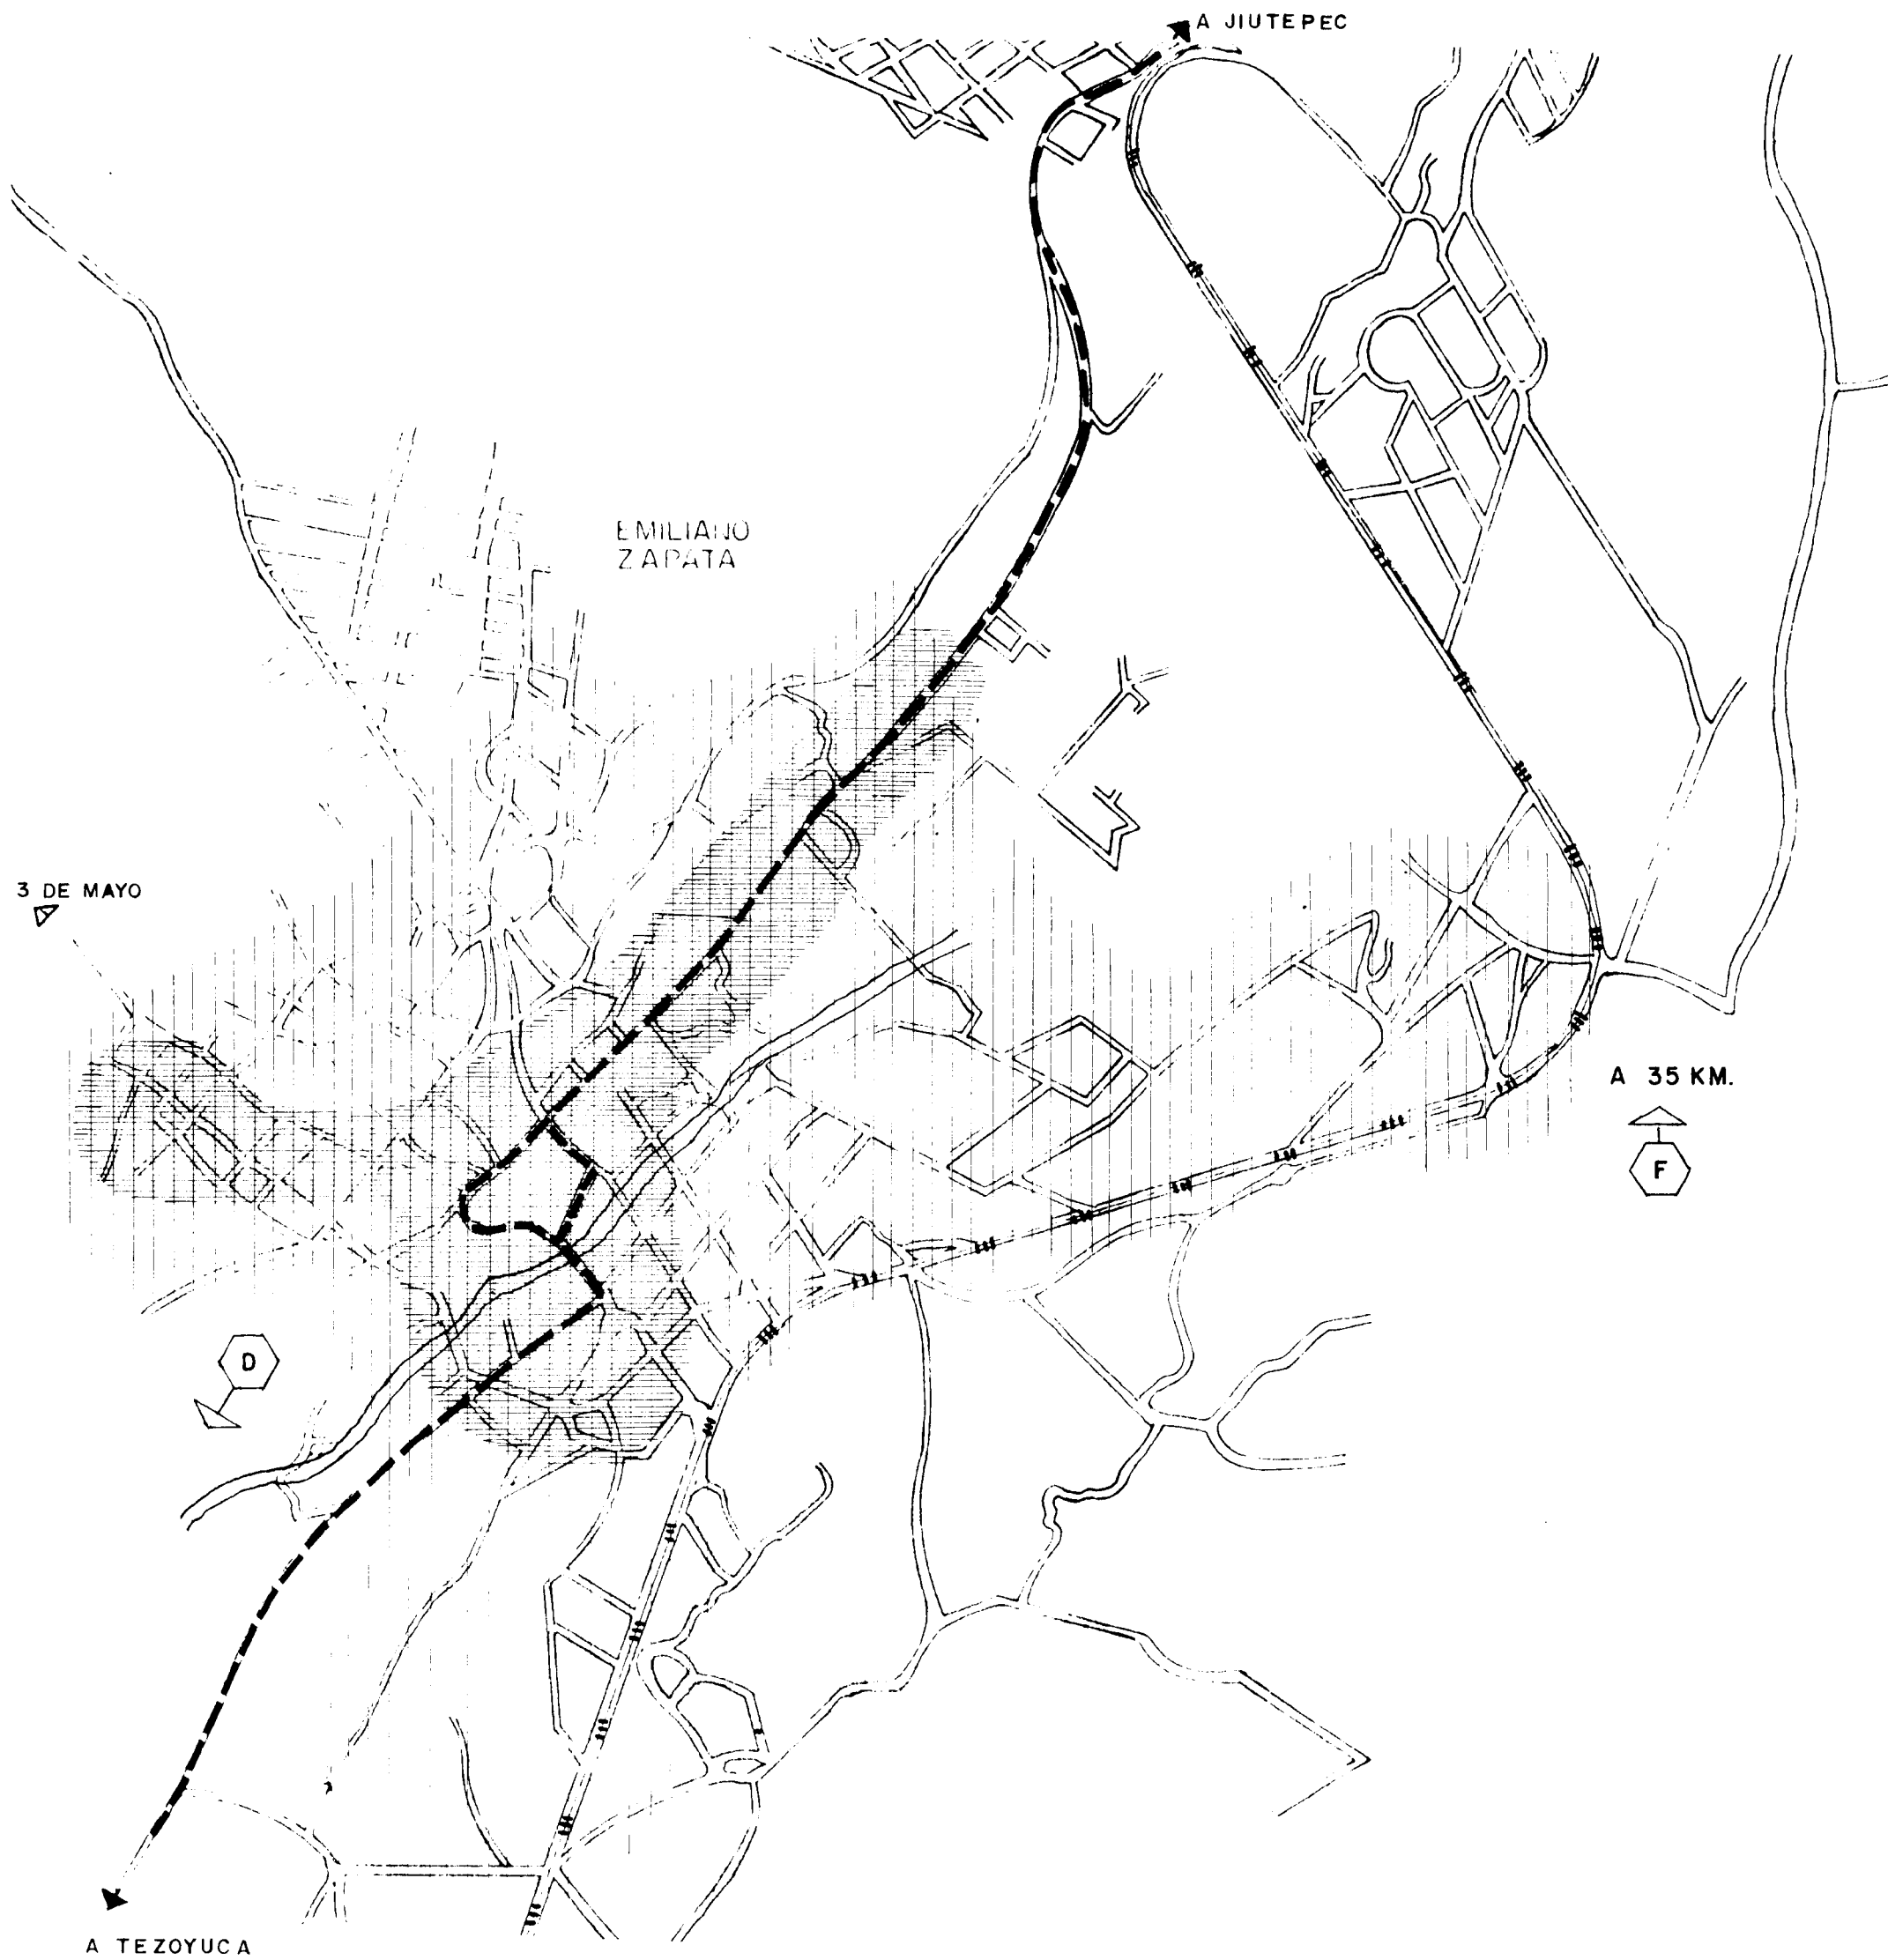 A JIUTEPEC
EMILIANO
ZAPATA
3 DE MAYO
A 35 KM.
F
D
A TEZOYUCA